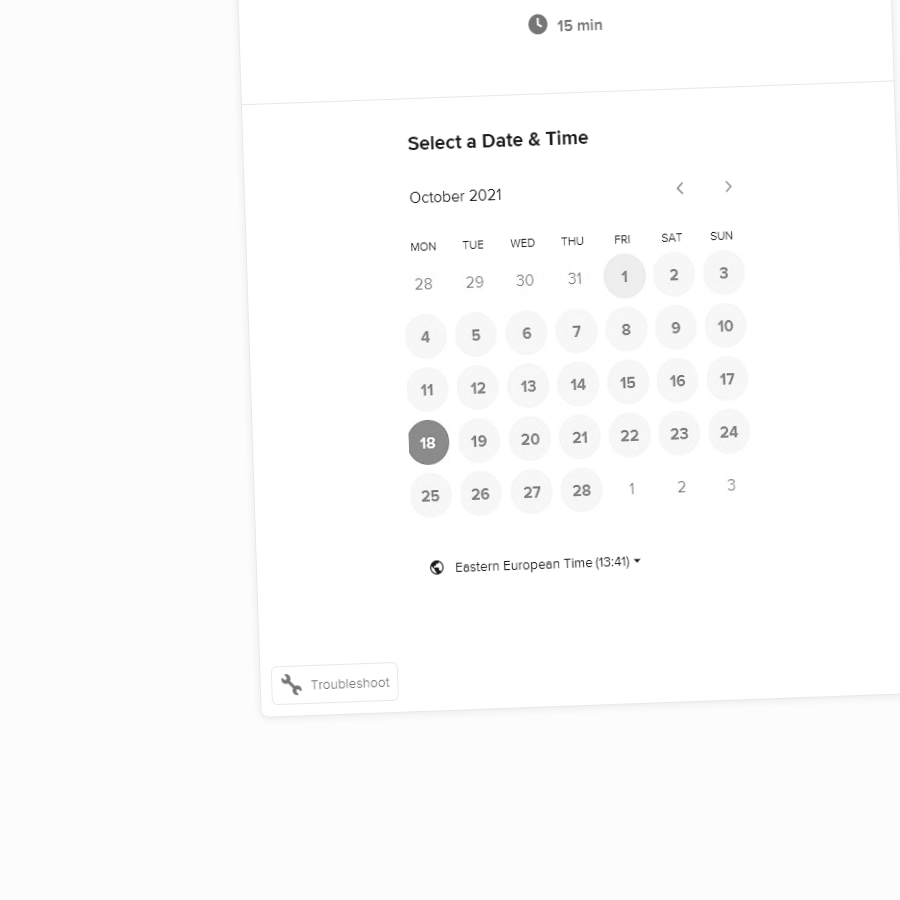 15 min
Select a Date & Time
October 2021
MON TUE WED THU FRI SAT SUN
28 29 30 31 1 2 3
4 5 6 7 8 9 10
11 12 13 14 15 16 17
18 19 20 21 22 23 24
25 26 27 28 1 2 3
Eastern European Time (13:41)
Troubleshoot